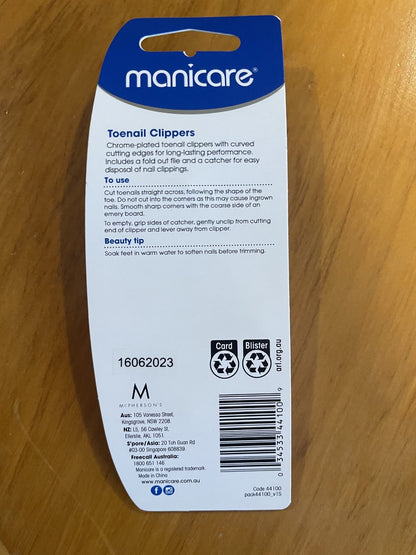 manicare®
Toenail Clippers
Chrome-plated toenail clippers with curved
cutting edges for long-lasting performance.
Includes a fold out file and a catcher for easy
disposal of nail clippings.
To use
Cut toenails straight across, following the shape of the
toe. Do not cut into the corners as this may cause ingrown
nails. Smooth sharp corners with the coarse side of an
emery board.
To empty, grip sides of catcher, gently unclip from cutting
end of clipper and lever away from clipper.
Beauty tip
Soak feet in warm water to soften nails before trimming.
Card
Blister
arl.org.au
16062023
M
McPHERSON'S
Aus: 105 Vanessa Street,
Kingsgrove, NSW 2208.
NZ: L5, 56 Cawley St,
Ellerslie, AKL 1051.
S'pore/Asia: 20 Toh Guan Rd
#03-00 Singapore 608839.
Freecall Australia:
1800 651 146
Manicare is a registered trademark.
Made in China
www.manicare.com.au
0 34533 44100 9
Code 44100
pack44100_v15